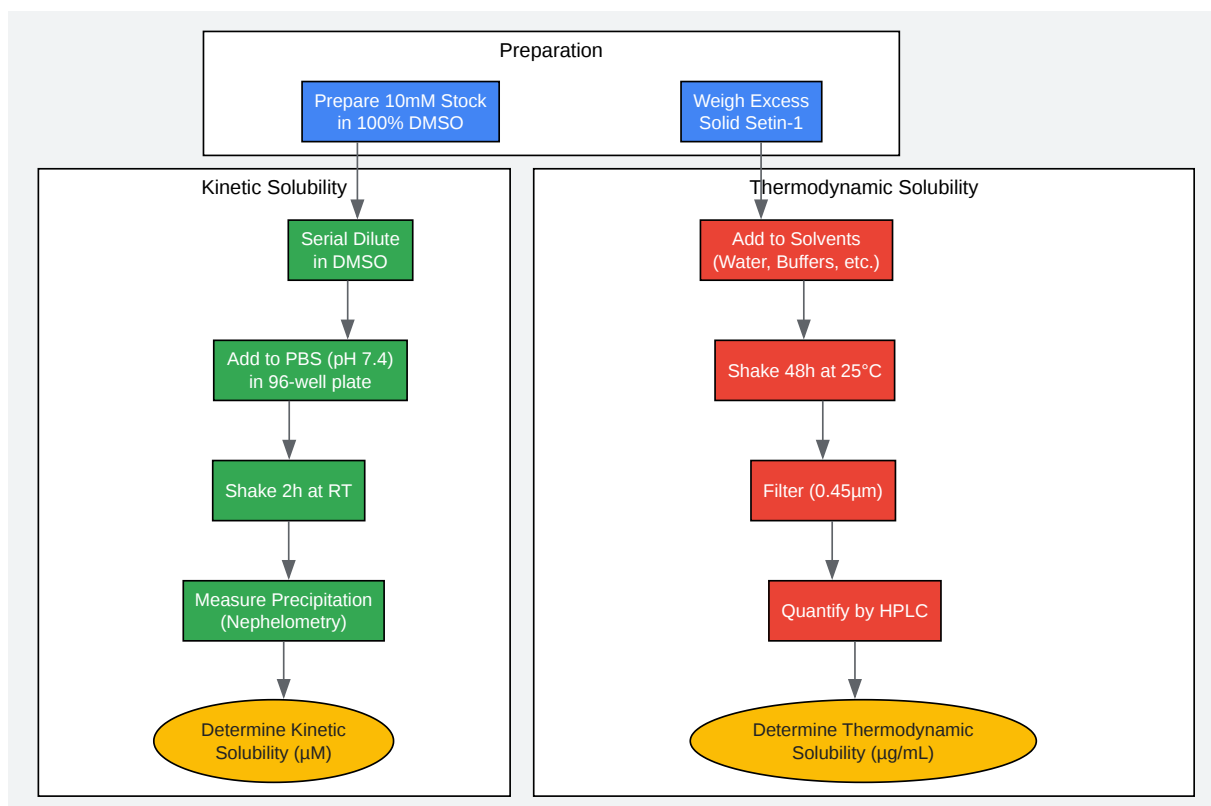 Preparation
Prepare 10mM Stock
in 100% DMSO
Weigh Excess
Solid Setin-1
Kinetic Solubility
Serial Dilute
in DMSO
Add to PBS (pH 7.4)
in 96-well plate
Shake 2h at RT
Measure Precipitation
(Nephelometry)
Determine Kinetic
Solubility (µM)
Thermodynamic Solubility
Add to Solvents
(Water, Buffers, etc.)
Shake 48h at 25°C
Filter (0.45µm)
Quantify by HPLC
Determine Thermodynamic
Solubility (µg/mL)